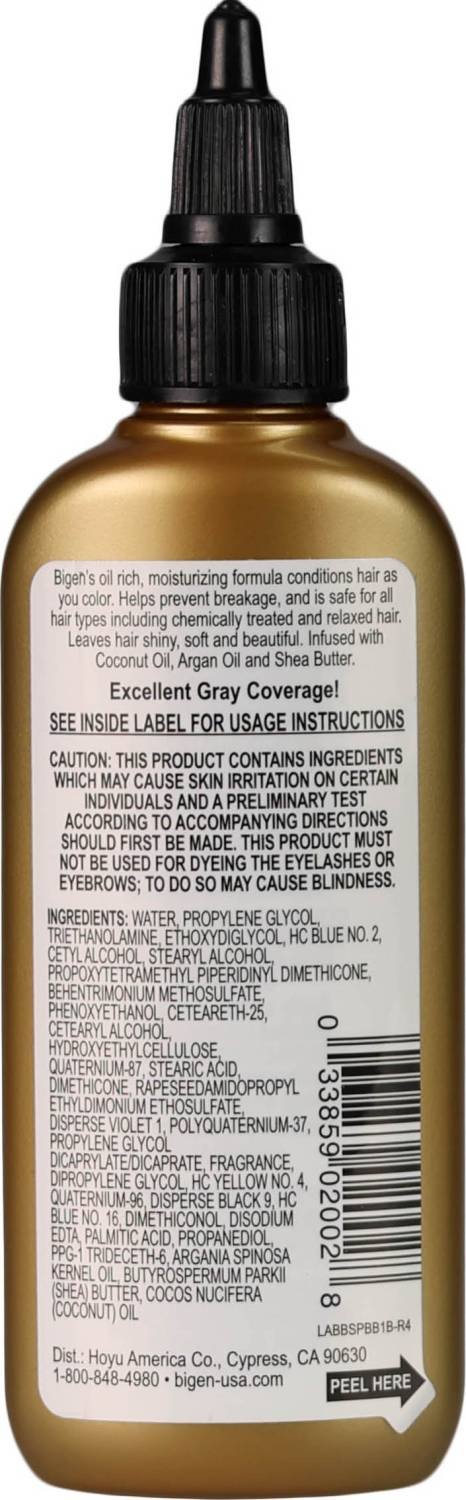 Bigen's oil rich, moisturizing formula conditions hair as
you color. Helps prevent breakage, and is safe for all
hair types including chemically treated and relaxed hair.
Leaves hair shiny, soft and beautiful. Infused with
Coconut Oil, Argan Oil and Shea Butter.
Excellent Gray Coverage!
SEE INSIDE LABEL FOR USAGE INSTRUCTIONS
CAUTION: THIS PRODUCT CONTAINS INGREDIENTS
WHICH MAY CAUSE SKIN IRRITATION ON CERTAIN
INDIVIDUALS AND A PRELIMINARY TEST
ACCORDING TO ACCOMPANYING DIRECTIONS
SHOULD FIRST BE MADE. THIS PRODUCT MUST
NOT BE USED FOR DYEING THE EYELASHES OR
EYEBROWS; TO DO SO MAY CAUSE BLINDNESS.
INGREDIENTS: WATER, PROPYLENE GLYCOL,
TRIETHANOLAMINE, ETHOXYDIGLYCOL, HC BLUE NO. 2,
CETYL ALCOHOL, STEARYL ALCOHOL,
PROPOXYTETRAMETHYL PIPERIDINYL DIMETHICONE,
BEHENTRIMONIUM METHOSULFATE,
PHENOXYETHANOL, CETEARETH-25,
CETEARYL ALCOHOL,
HYDROXYETHYLCELLULOSE,
QUATERNIUM-87, STEARIC ACID,
DIMETHICONE, RAPESEEDAMIDOPROPYL
ETHYLDIMONIUM ETHOSULFATE,
DISPERSE VIOLET 1, POLYQUATERNIUM-37,
PROPYLENE GLYCOL
DICAPRYLATE/DICAPRATE, FRAGRANCE,
DIPROPYLENE GLYCOL, HC YELLOW NO. 4,
QUATERNIUM-96, DISPERSE BLACK 9, HC
BLUE NO. 16, DIMETHICONOL, DISODIUM
EDTA, PALMITIC ACID, PROPANEDIOL,
PPG-1 TRIDECETH-6, ARGANIA SPINOSA
KERNEL OIL, BUTYROSPERMUM PARKII
(SHEA) BUTTER, COCOS NUCIFERA
(COCONUT) OIL
0 33859 02002 8
LABBSPBB1B-R4
Dist.: Hoyu America Co., Cypress, CA 90630
1-800-848-4980 • bigen-usa.com
PEEL HERE